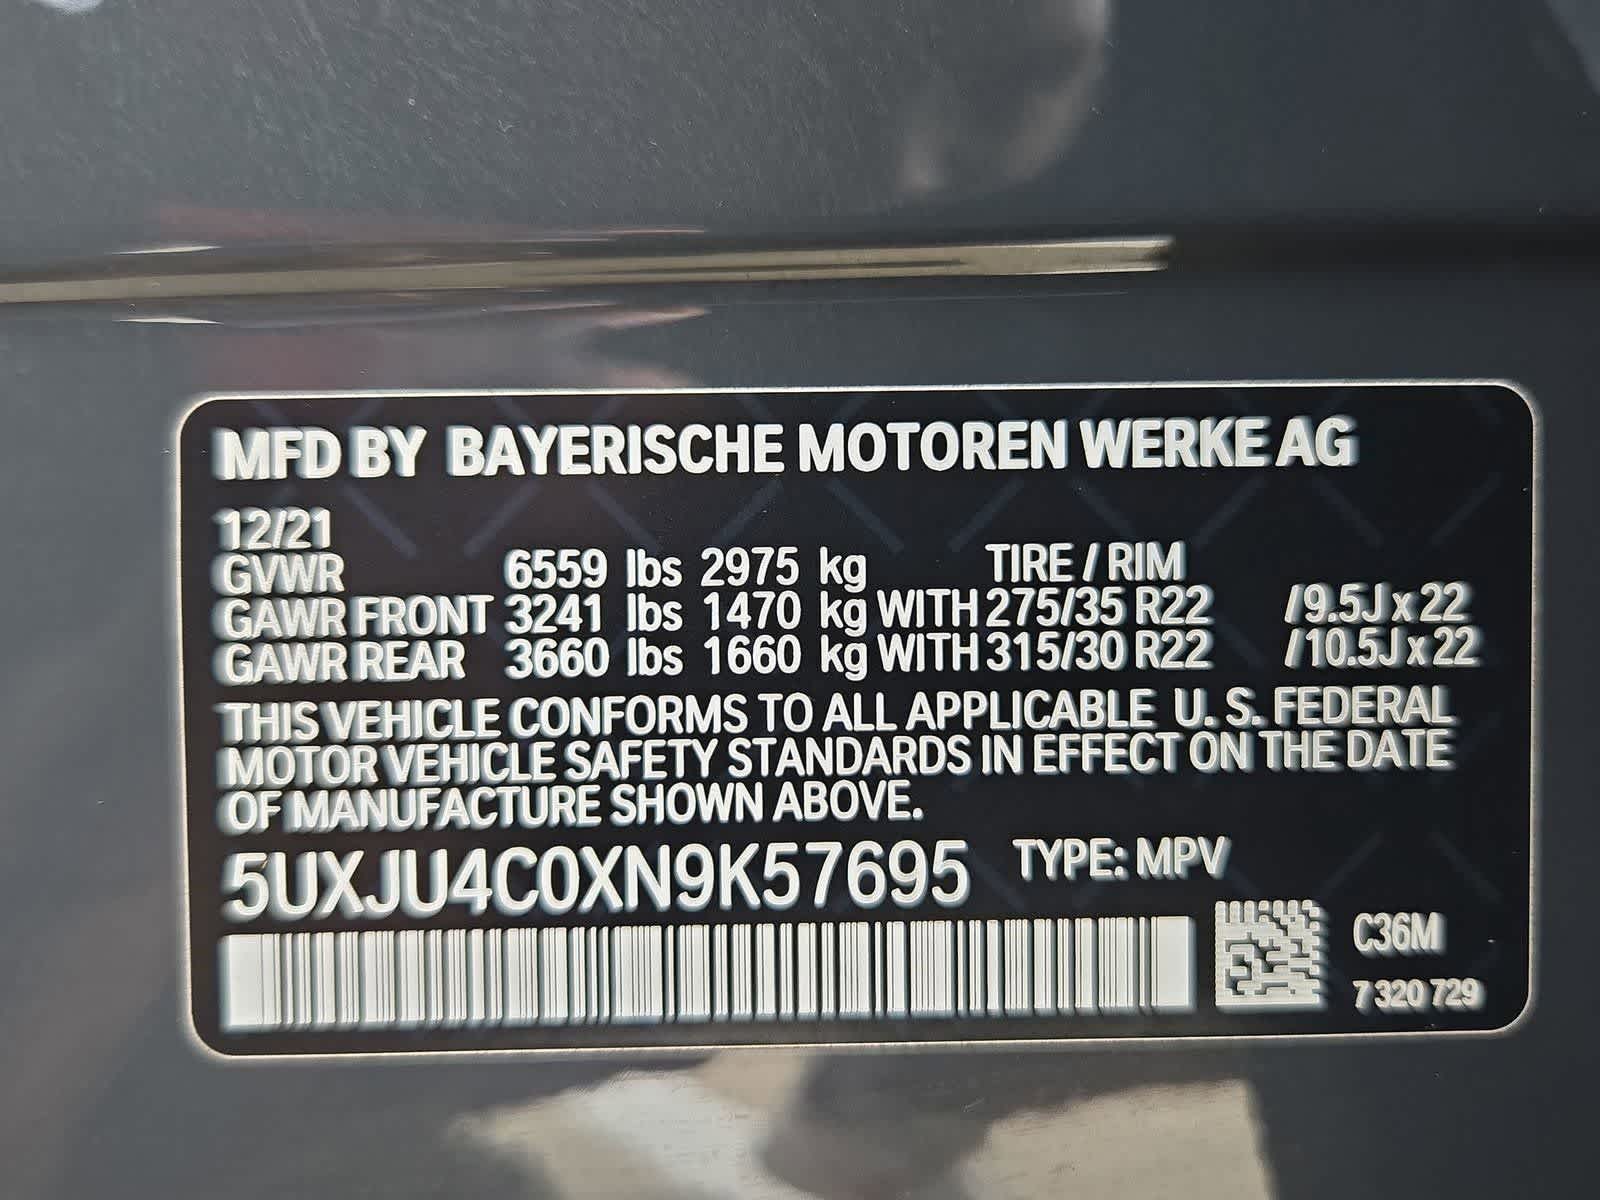 MFD BY BAYERISCHE MOTOREN WERKE AG
12/21
GVWR 6559 lbs 2975 kg TIRE / RIM
GAWR FRONT 3241 lbs 1470 kg WITH 275/35 R22 /9.5J x 22
GAWR REAR 3660 lbs 1660 kg WITH 315/30 R22 /10.5J x 22
THIS VEHICLE CONFORMS TO ALL APPLICABLE U. S. FEDERAL
MOTOR VEHICLE SAFETY STANDARDS IN EFFECT ON THE DATE
OF MANUFACTURE SHOWN ABOVE.
5UXJU4C0XN9K57695 TYPE: MPV
C36M
7 320 729